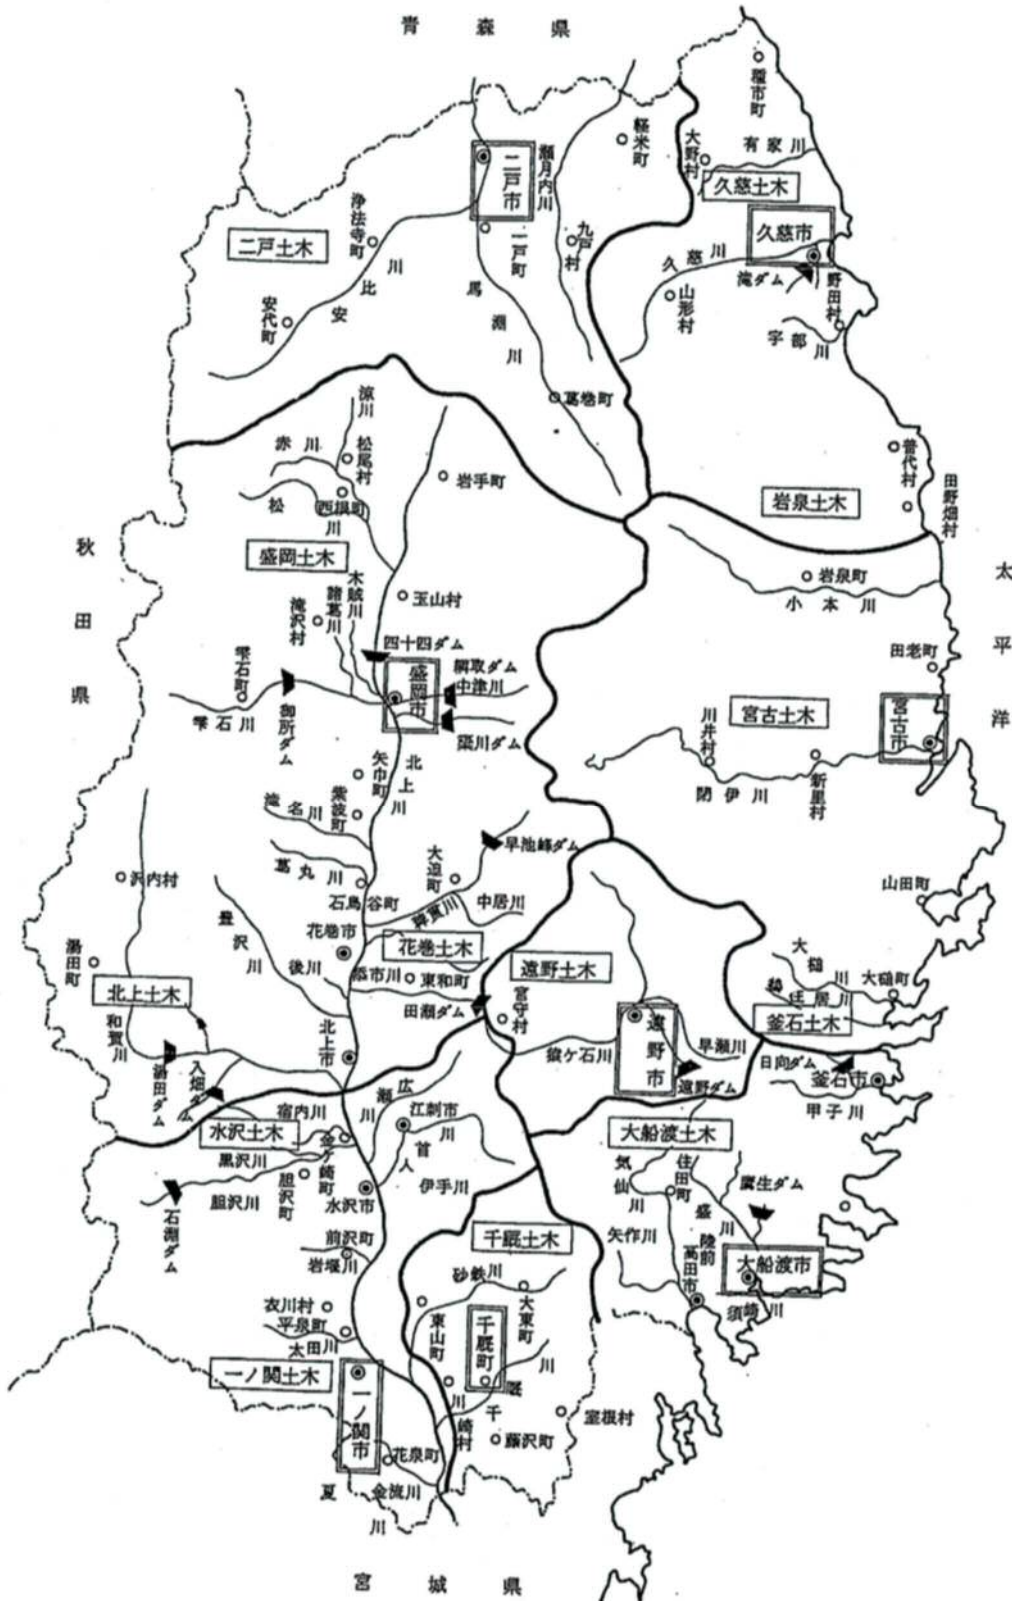 青森県
種市町
軽米町
大野村
有家川
久慈土木
二戸市
瀬月内川
浄法寺町
二戸土木
一戸町
九戸村
久慈市
久慈川
滝ダム
野田村
山形村
宇部川
安比川
馬淵川
安代町
葛巻町
涼川
赤川
松尾村
岩手町
普代村
西根町
松川
岩泉土木
田野畑村
秋田県
盛岡土木
木賊川
諸葛川
滝沢村
玉山村
岩泉町
小本川
太平洋
四十四ダム
綱取ダム
中津川
盛岡市
雫石町
雫石川
御所ダム
簗川ダム
田老町
宮古土木
宮古市
川井村
新里村
閉伊川
矢巾町
北上川
紫波町
滝名川
葛丸川
大迫町
早池峰ダム
沢内村
石鳥谷町
稗貫川
中居川
山田町
豊沢川
花巻市
花巻土木
後川
添市川
東和町
遠野土木
大槌川
大槌町
湯田町
北上土木
田瀬ダム
宮守村
鵜住居川
釜石土木
和賀川
北上市
猿ケ石川
遠野市
早瀬川
日向ダム
釜石市
湯田ダム
入畑ダム
遠野ダム
甲子川
宿内川
広瀬川
江刺市
水沢土木
金ケ崎町
人首川
大船渡土木
黒沢川
胆沢川
胆沢町
水沢市
伊手川
気仙川
住田町
鷹生ダム
石淵ダム
前沢町
岩堰川
千厩土木
矢作川
盛川
陸前高田市
大船渡市
砂鉄川
須崎川
衣川村
平泉町
太田川
東山町
大東町
千厩町
一ノ関土木
一ノ関市
千厩川
川崎村
室根村
藤沢町
花泉町
夏川
金流川
宮城県